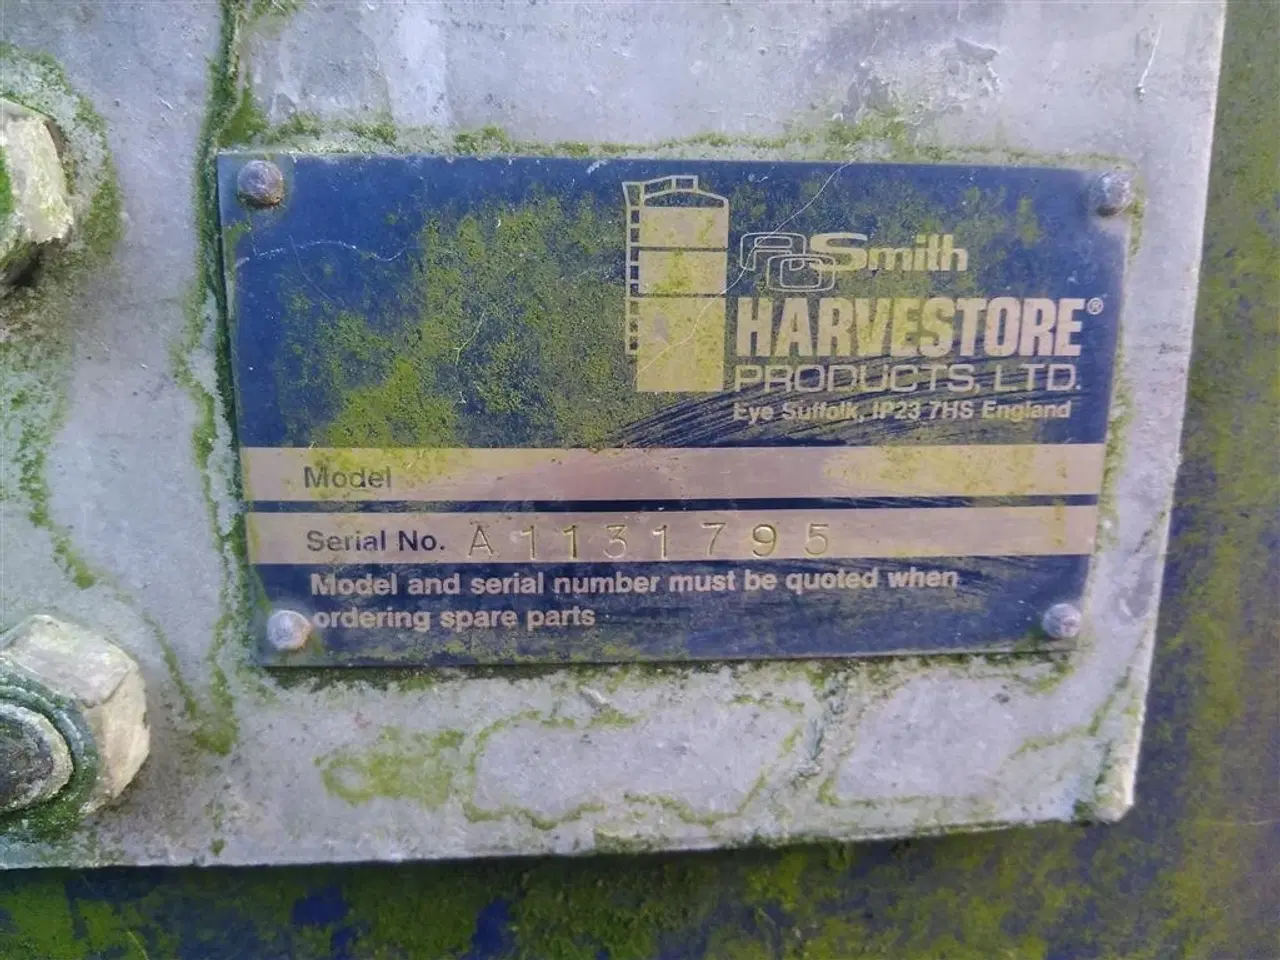 AOSmith
HARVESTORE®
PRODUCTS, LTD.
Eye Suffolk, IP23 7HS England
Model
Serial No. A1131795
Model and serial number must be quoted when
ordering spare parts